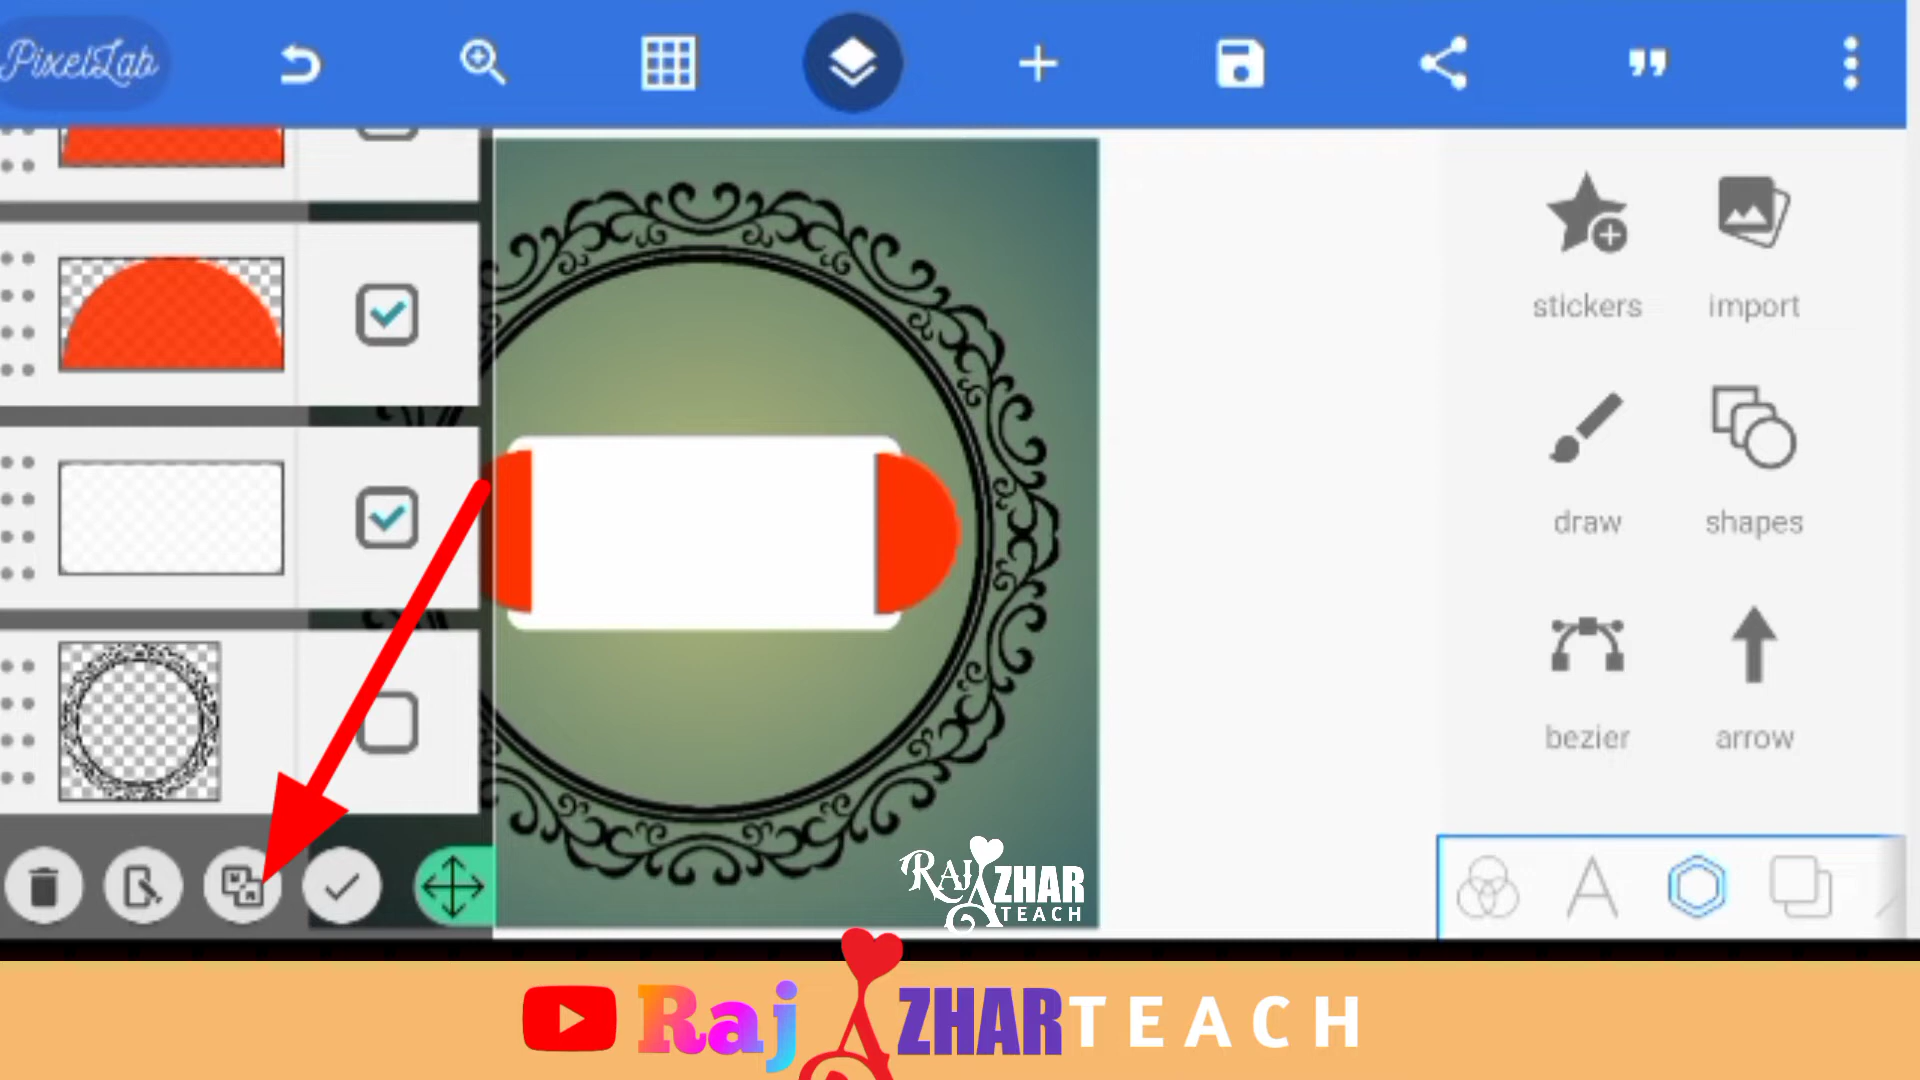 PixelLab
stickers
import
draw
shapes
bezier
arrow
Raj AZHAR
TEACH
Raj AZHAR TEACH